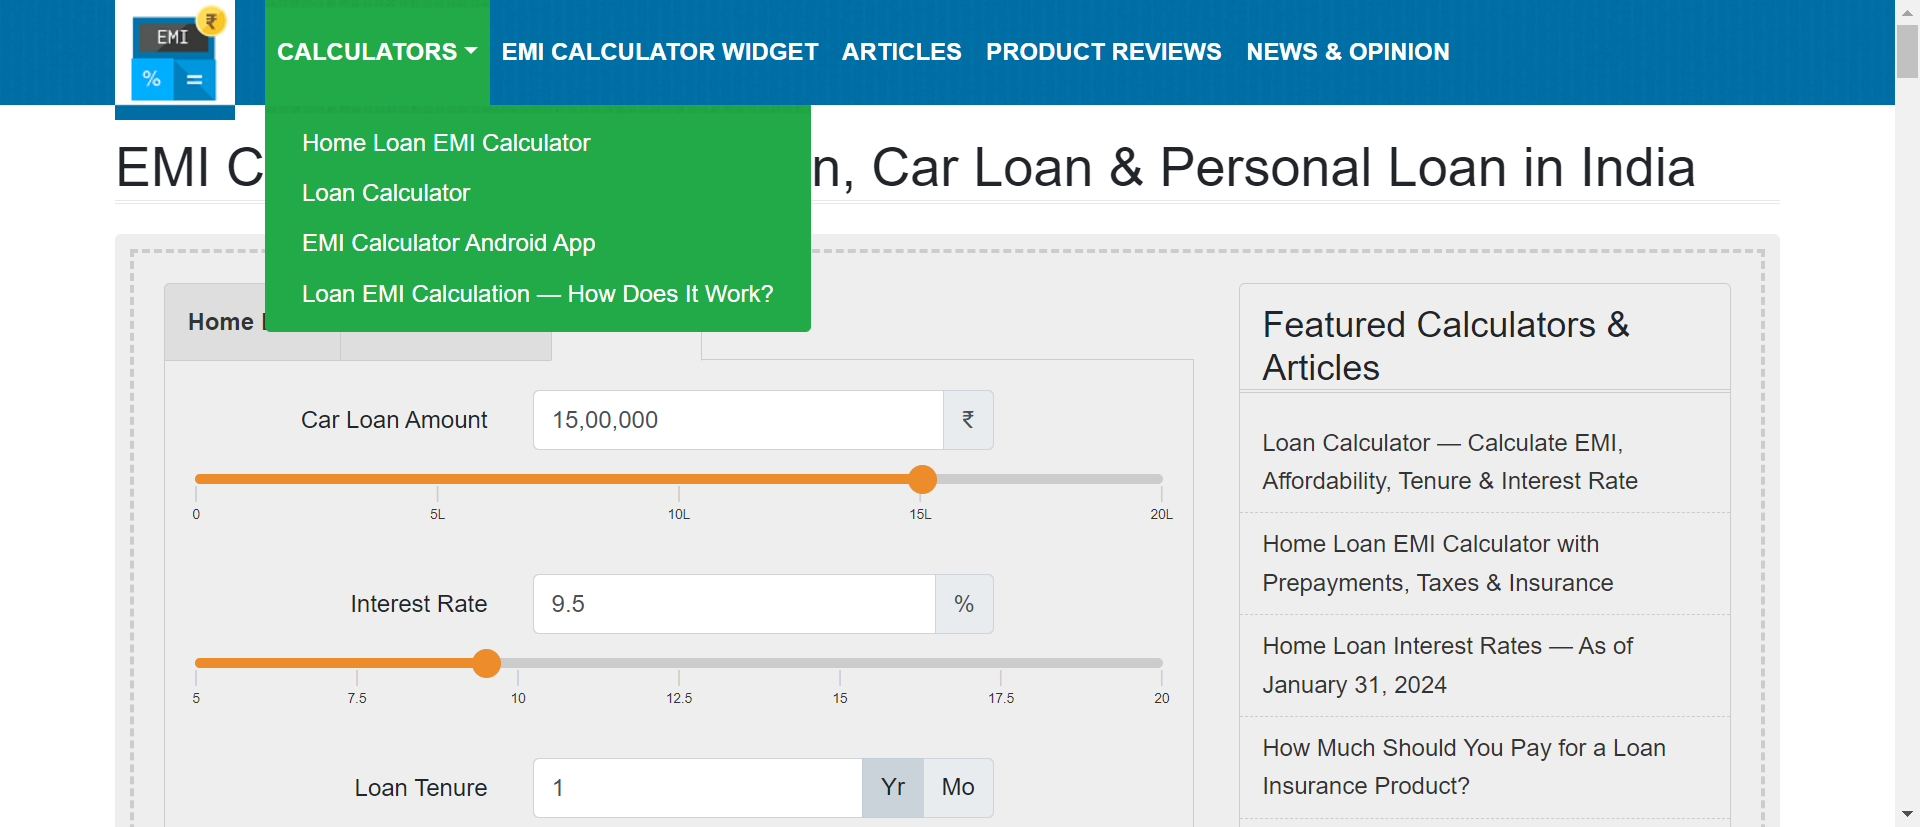 EMI
₹
%
=
CALCULATORS
EMI CALCULATOR WIDGET
ARTICLES
PRODUCT REVIEWS
NEWS & OPINION
Home Loan EMI Calculator
Loan Calculator
EMI Calculator Android App
Loan EMI Calculation — How Does It Work?
EMI C
n, Car Loan & Personal Loan in India
Home
Car Loan Amount
15,00,000
₹
0
5L
10L
15L
20L
Interest Rate
9.5
%
5
7.5
10
12.5
15
17.5
20
Loan Tenure
1
Yr
Mo
Featured Calculators &
Articles
Loan Calculator — Calculate EMI,
Affordability, Tenure & Interest Rate
Home Loan EMI Calculator with
Prepayments, Taxes & Insurance
Home Loan Interest Rates — As of
January 31, 2024
How Much Should You Pay for a Loan
Insurance Product?